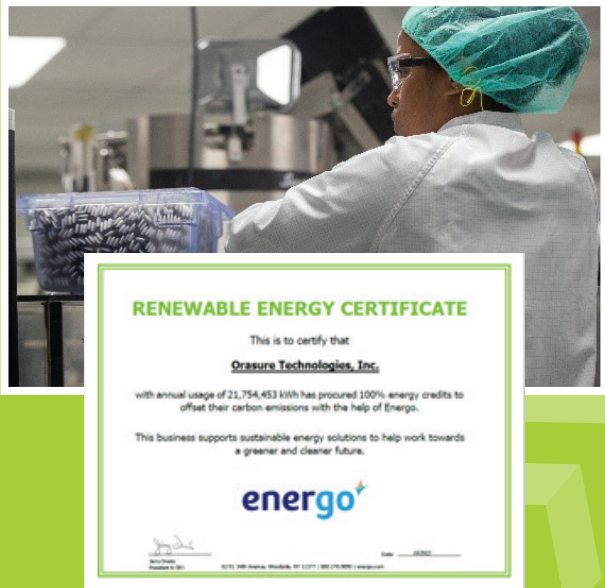 RENEWABLE ENERGY CERTIFICATE
This is to certify that
Orasure Technologies, Inc.
with annual usage of 21,754,453 kWh has procured 100% energy credits to
offset their carbon emissions with the help of Energo.
This business supports sustainable energy solutions to help work towards
a greener and cleaner future.
energo
Date